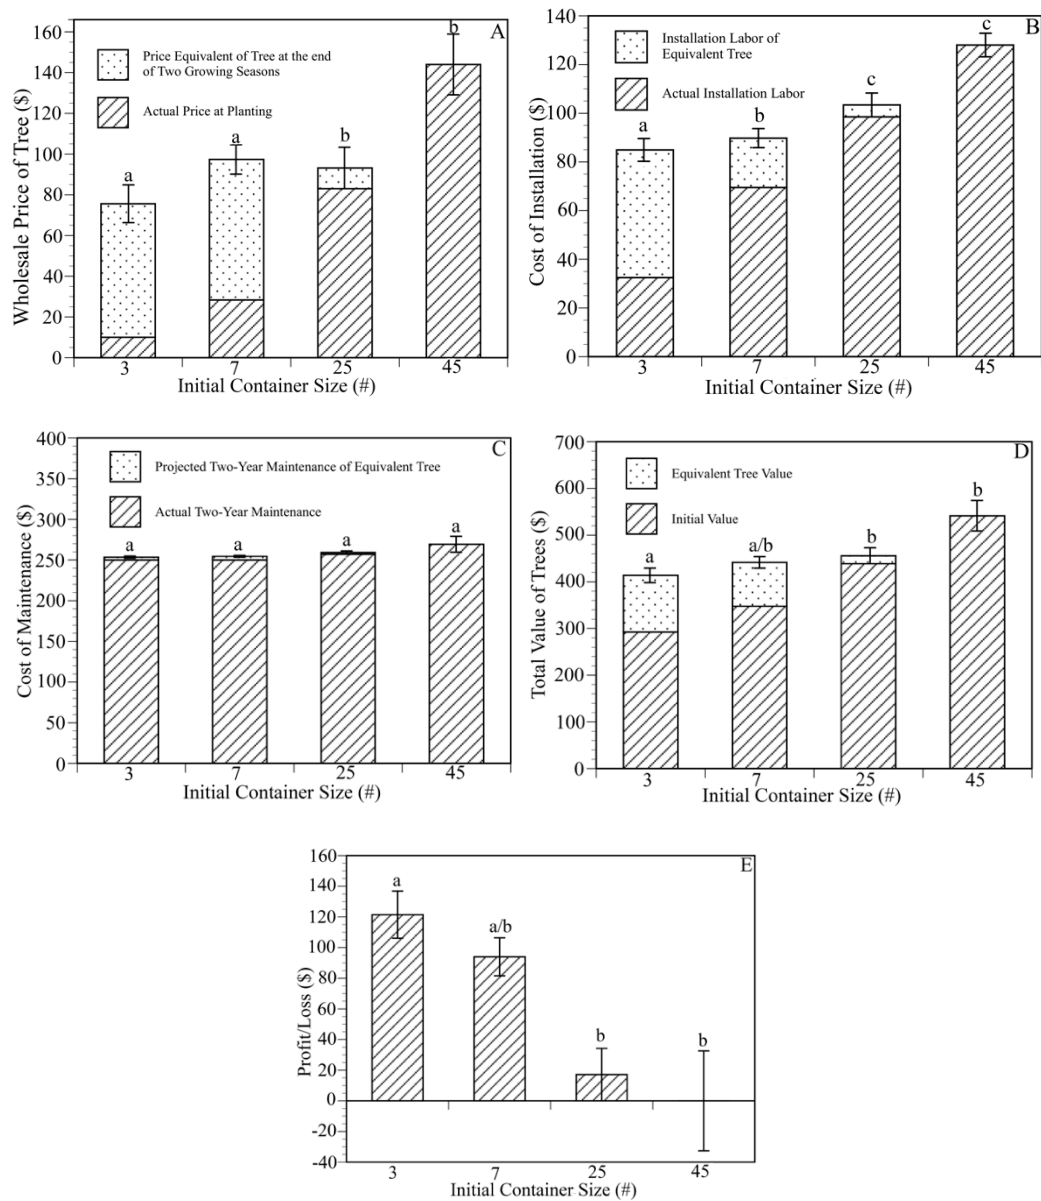 A
Wholesale Price of Tree ($)
160
140
120
100
80
60
40
20
0
Price Equivalent of Tree at the end
of Two Growing Seasons
Actual Price at Planting
a
a
b
b
3 7 25 45
Initial Container Size (#)
B
Cost of Installation ($)
140
120
100
80
60
40
20
0
Installation Labor of
Equivalent Tree
Actual Installation Labor
a
b
c
c
3 7 25 45
Initial Container Size (#)
C
Cost of Maintenance ($)
400
350
300
250
200
150
100
50
0
Projected Two-Year Maintenance of Equivalent Tree
Actual Two-Year Maintenance
a
a
a
a
3 7 25 45
Initial Container Size (#)
D
Total Value of Trees ($)
700
600
500
400
300
200
100
0
Equivalent Tree Value
Initial Value
a
a/b
b
b
3 7 25 45
Initial Container Size (#)
E
Profit/Loss ($)
160
140
120
100
80
60
40
20
0
-20
-40
a
a/b
b
b
3 7 25 45
Initial Container Size (#)